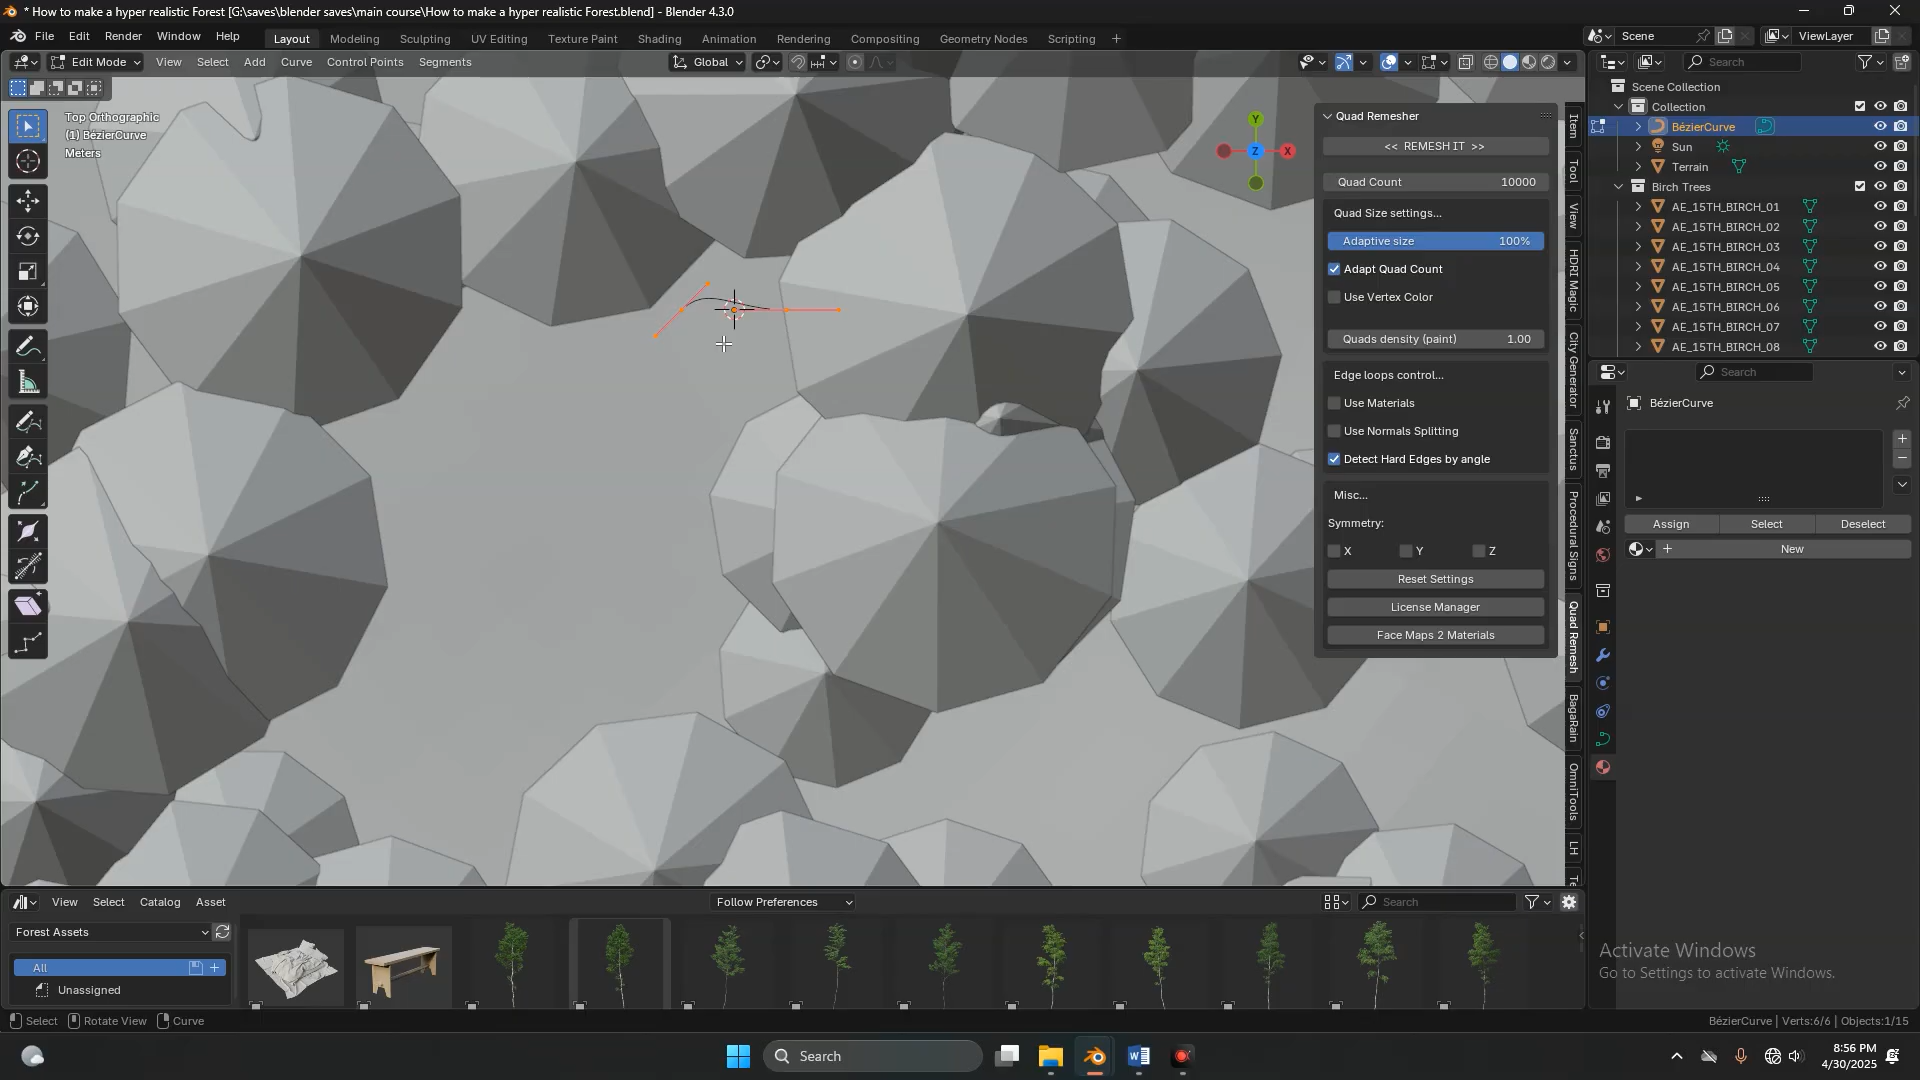 * How to make a hyper realistic Forest [G:\saves\blender saves\main course\How to make a hyper realistic Forest.blend] - Blender 4.3.0
File Edit Render Window Help
Layout Modeling Sculpting UV Editing Texture Paint Shading Animation Rendering Compositing Geometry Nodes Scripting +
Scene
ViewLayer
Edit Mode View Select Add Curve Control Points Segments
Global
Search
Top Orthographic
(1) BézierCurve
Meters
Y
Z
X
Quad Remesher
<< REMESH IT >>
Quad Count 10000
Quad Size settings...
Adaptive size 100%
Adapt Quad Count
Use Vertex Color
Quads density (paint) 1.00
Edge loops control...
Use Materials
Use Normals Splitting
Detect Hard Edges by angle
Misc...
Symmetry:
X Y Z
Reset Settings
License Manager
Face Maps 2 Materials
Item
Tool
View
HDRI Magic
City Generator
Sanctus
Procedural Signs
Quad Remesh
BagaRain
OmniTools
LH
Te
Scene Collection
Collection
BézierCurve
Sun
Terrain
Birch Trees
AE_15TH_BIRCH_01
AE_15TH_BIRCH_02
AE_15TH_BIRCH_03
AE_15TH_BIRCH_04
AE_15TH_BIRCH_05
AE_15TH_BIRCH_06
AE_15TH_BIRCH_07
AE_15TH_BIRCH_08
Search
BézierCurve
Assign Select Deselect
New
View Select Catalog Asset
Follow Preferences
Search
Forest Assets
All
Unassigned
Activate Windows
Go to Settings to activate Windows.
Select Rotate View Curve
BézierCurve | Verts:6/6 | Objects:1/15
Search
8:56 PM
4/30/2025